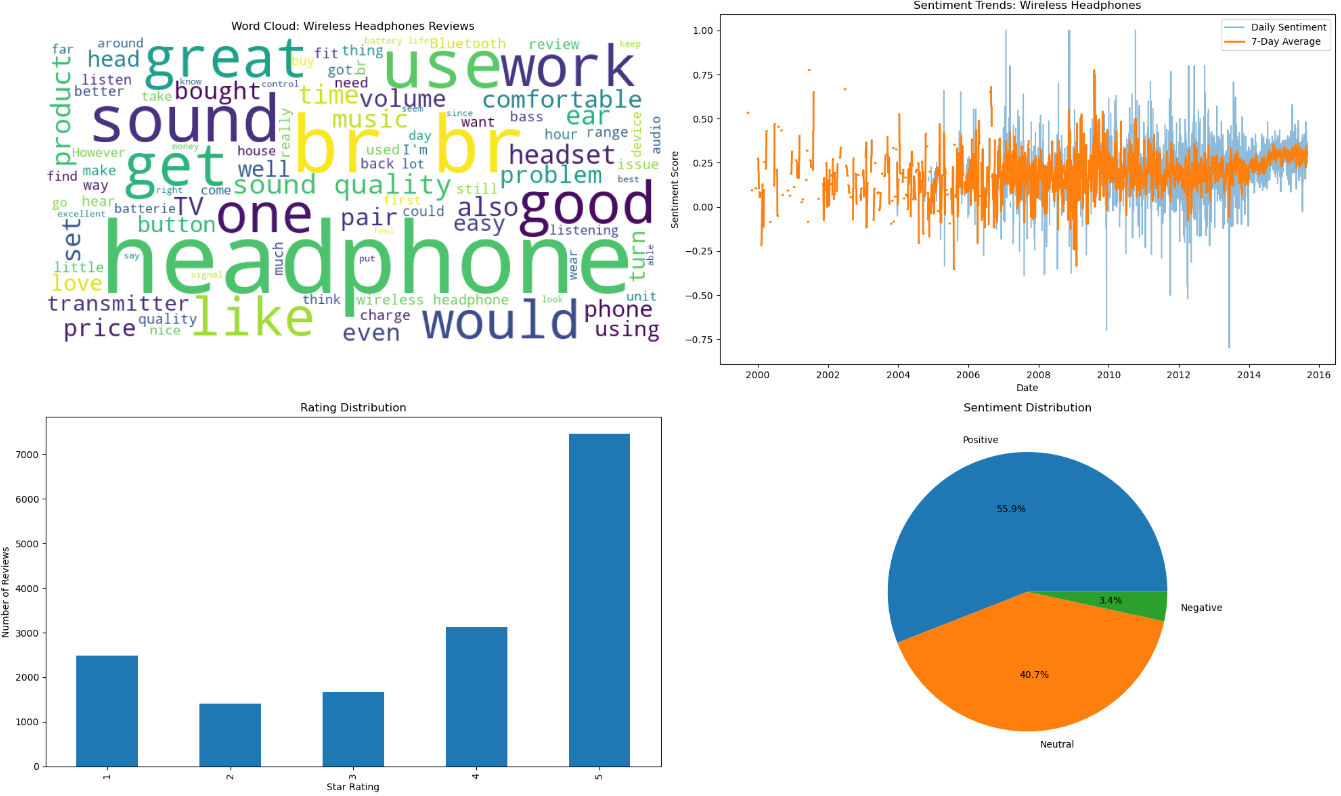 Word Cloud: Wireless Headphones Reviews
far around battery life Bluetooth review keep
head great buy fit thing use work
product listen know control got br need
better take bought time volume comfortable
sound really music seem since want bass ear device audio
However money house br br day hour range
find make get well used I'm back lot headset issue
way right come sound quality still problem best
go hear batterie TV one first could also good
excellent button pair easy listening
set headphone feel turn able
say much put wear
little signal
love think wireless headphone look unit
transmitter like charge would phone
price quality nice even using
Sentiment Trends: Wireless Headphones
Daily Sentiment
7-Day Average
1.00
0.75
0.50
0.25
0.00
−0.25
−0.50
−0.75
Sentiment Score
2000 2002 2004 2006 2008 2010 2012 2014 2016
Date
Rating Distribution
7000
6000
5000
4000
3000
2000
1000
0
Number of Reviews
1 2 3 4 5
Star Rating
Sentiment Distribution
Positive
55.9%
3.4%
Negative
40.7%
Neutral